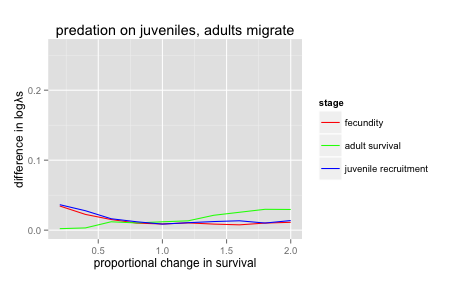 predation on juveniles, adults migrate
difference in logλs
0.2
0.1
0.0
0.5
1.0
1.5
2.0
proportional change in survival
stage
fecundity
adult survival
juvenile recruitment